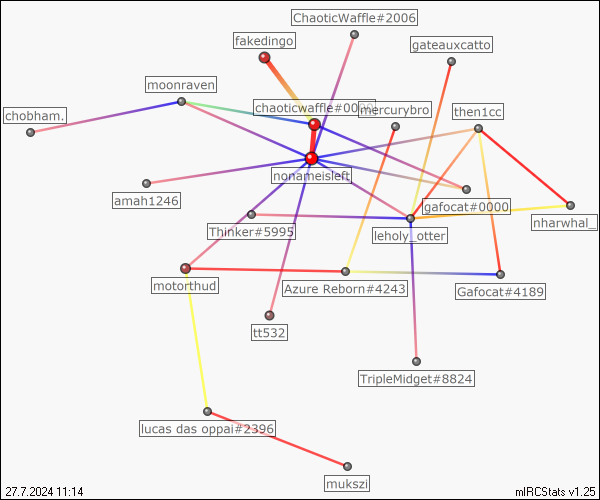 ChaoticWaffle#2006
fakedingo
gateauxcatto
moonraven
chobham.
chaoticwaffle#00
mercurybro
then1cc
nonameisleft
amah1246
gafocat#0000
nharwhal_
Thinker#5995
leholy_otter
motorthud
Azure Reborn#4243
Gafocat#4189
tt532
TripleMidget#8824
lucas das oppai#2396
mukszi
27.7.2024 11:14
mIRCStats v1.25